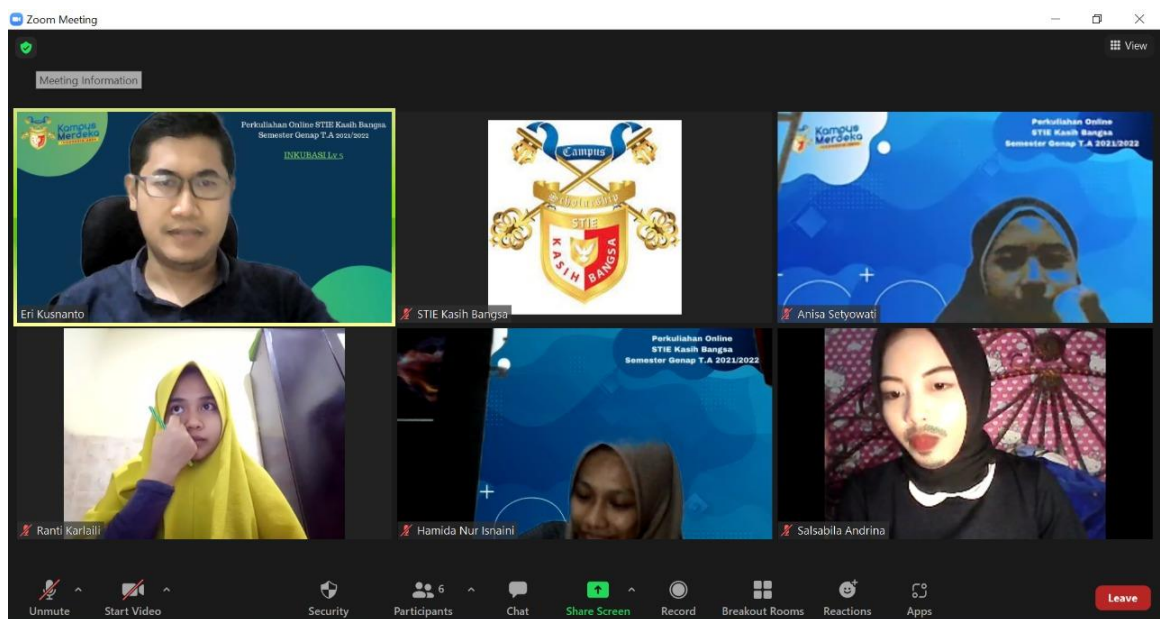 Zoom Meeting
View
Meeting Information
Kampus
Merdeka
Perkuliahan Online STIE Kasih Bangsa
Semester Genap T.A 2021/2022
INKUBASI Lv 5
Eri Kusnanto
Campus
Scholarship
STIE
KASIH BANGSA
STIE Kasih Bangsa
Kampus
Merdeka
Perkuliahan Online
STIE Kasih Bangsa
Semester Genap T.A 2021/2022
Anisa Setyowati
Ranti Karlaili
Perkuliahan Online
STIE Kasih Bangsa
Semester Genap T.A 2021/2022
Hamida Nur Isnaini
Salsabila Andrina
Unmute
Start Video
Security
6
Participants
Chat
Share Screen
Record
Breakout Rooms
Reactions
Apps
Leave